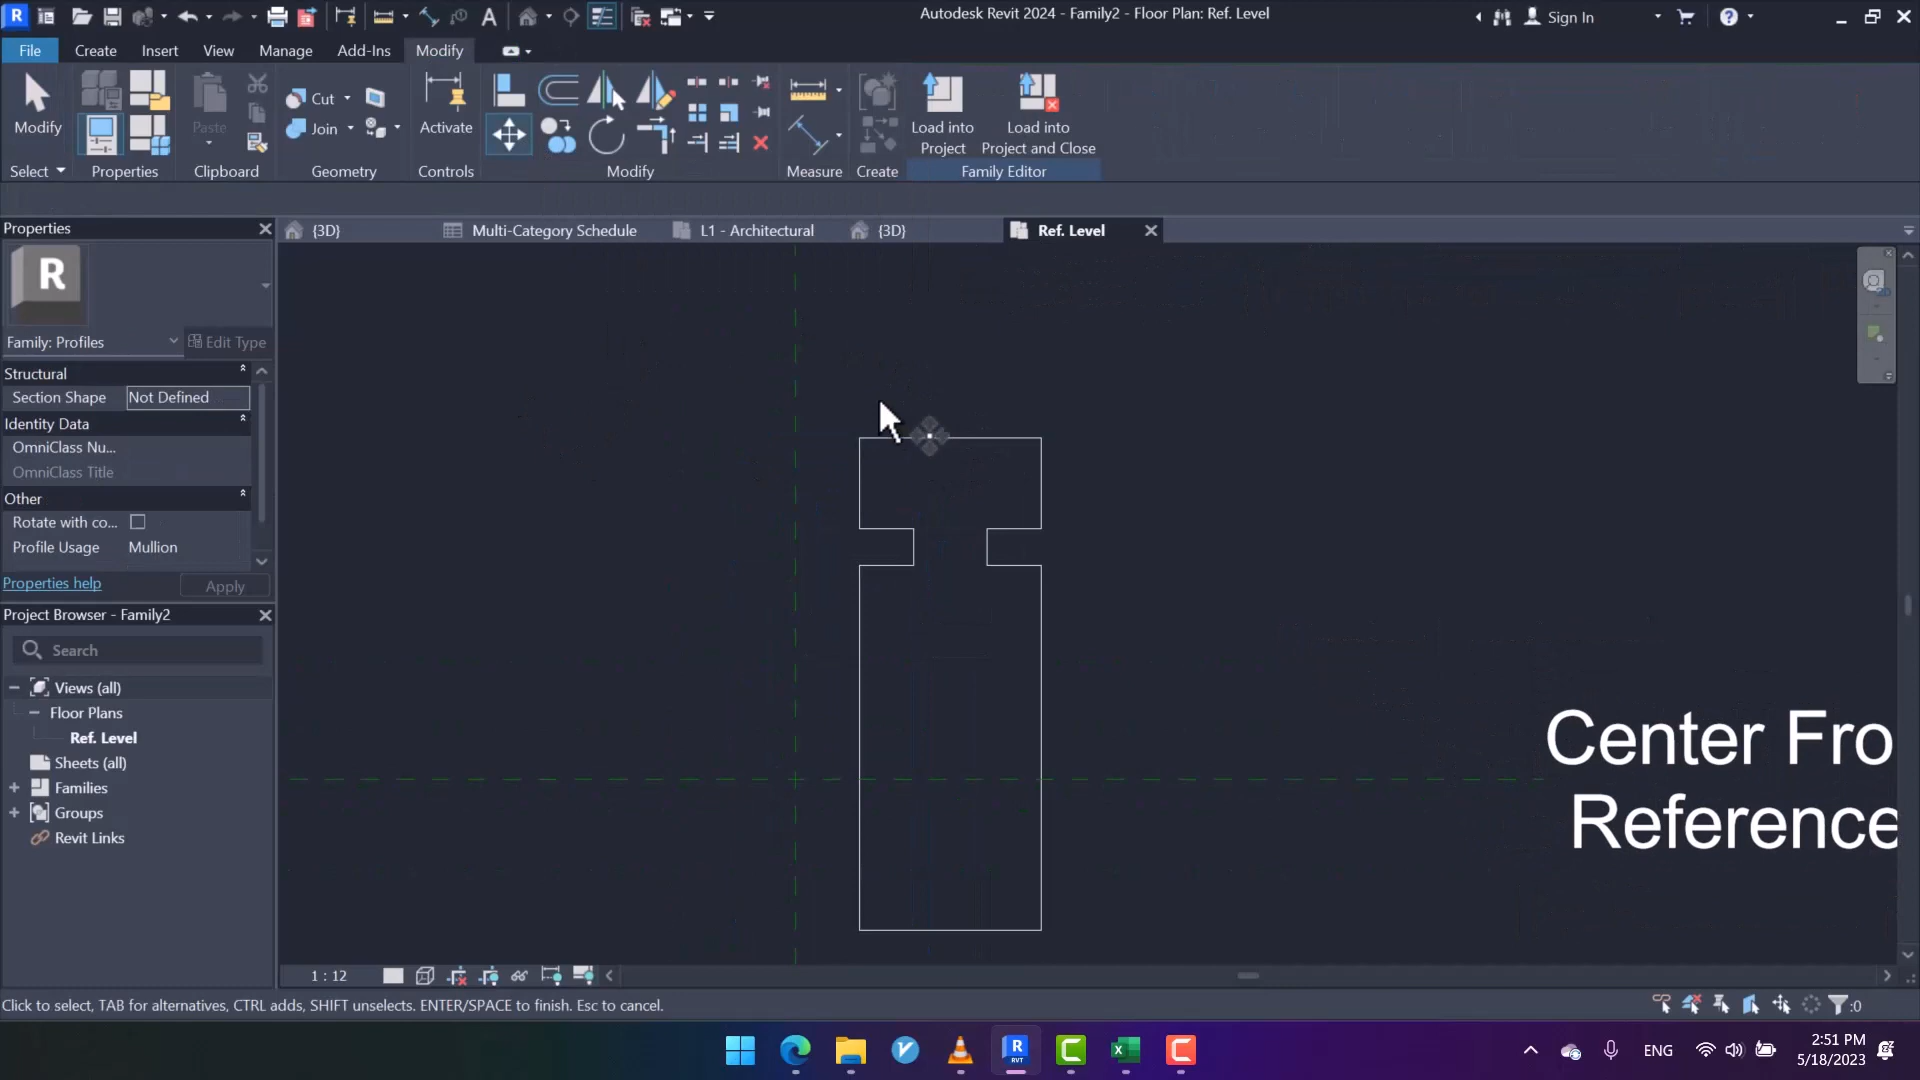 Autodesk Revit 2024 - Family2 - Floor Plan: Ref. Level
Sign In
File Create Insert View Manage Add-Ins Modify
Modify
Paste
Cut
Join
Activate
Load into Project
Load into Project and Close
Select Properties Clipboard Geometry Controls Modify Measure Create Family Editor
Properties
{3D}
Multi-Category Schedule
L1 - Architectural
{3D}
Ref. Level
R
Family: Profiles
Edit Type
Structural
Section Shape Not Defined
Identity Data
OmniClass Nu...
OmniClass Title
Other
Rotate with co...
Profile Usage Mullion
Properties help
Apply
Project Browser - Family2
Search
Views (all)
Floor Plans
Ref. Level
Sheets (all)
Families
Groups
Revit Links
Center Fro
Reference
1 : 12
Click to select, TAB for alternatives, CTRL adds, SHIFT unselects. ENTER/SPACE to finish. Esc to cancel.
:0
ENG
2:51 PM
5/18/2023